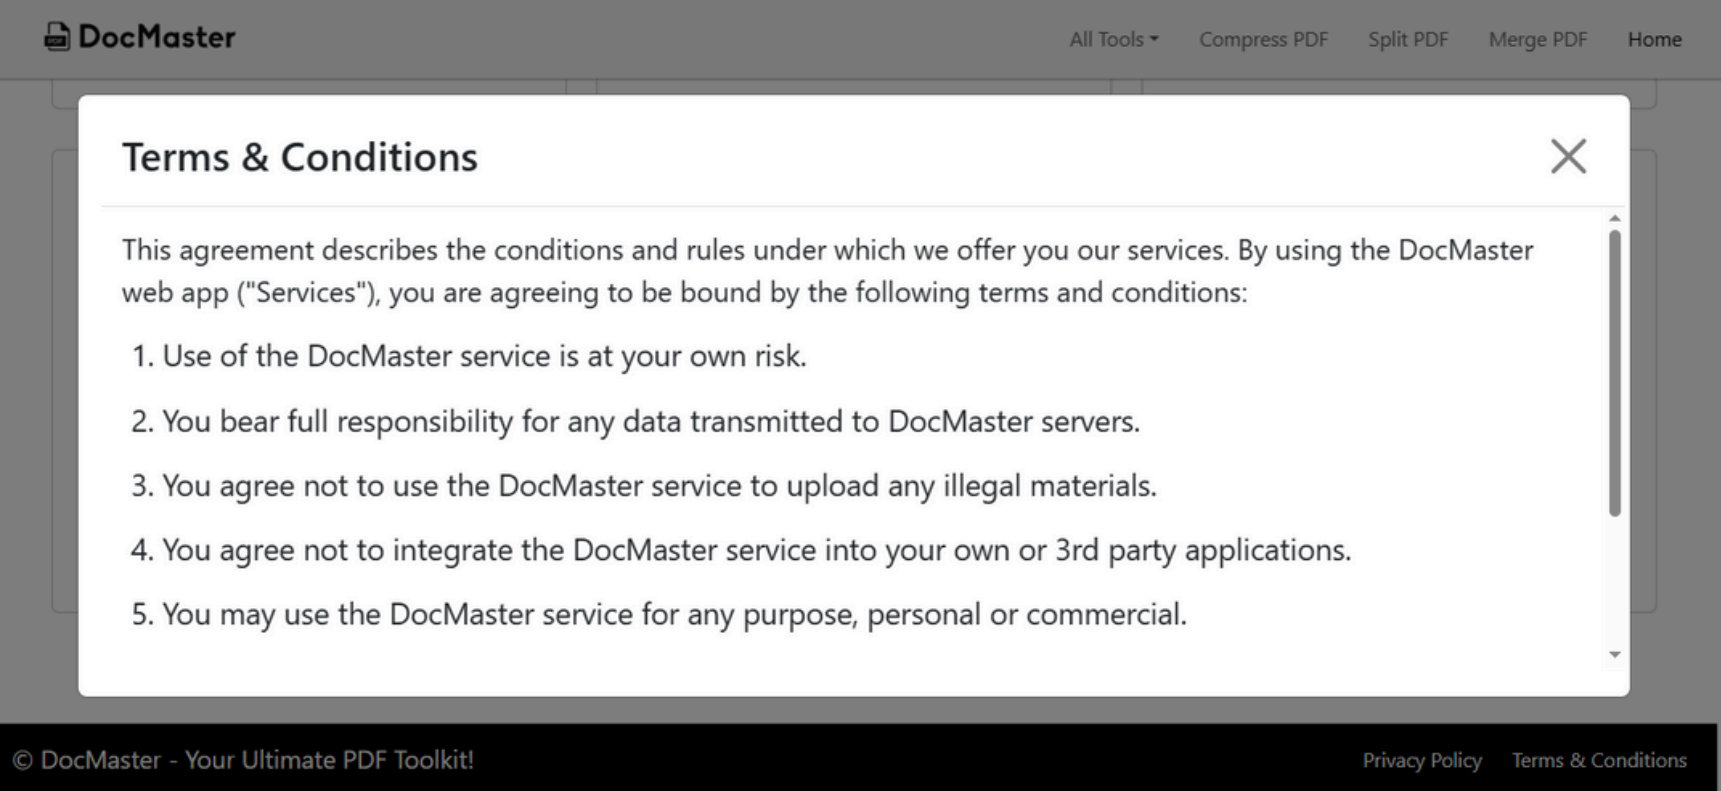 DocMaster
All Tools
Compress PDF
Split PDF
Merge PDF
Home
Terms & Conditions
This agreement describes the conditions and rules under which we offer you our services. By using the DocMaster
web app ("Services"), you are agreeing to be bound by the following terms and conditions:
1. Use of the DocMaster service is at your own risk.
2. You bear full responsibility for any data transmitted to DocMaster servers.
3. You agree not to use the DocMaster service to upload any illegal materials.
4. You agree not to integrate the DocMaster service into your own or 3rd party applications.
5. You may use the DocMaster service for any purpose, personal or commercial.
© DocMaster - Your Ultimate PDF Toolkit!
Privacy Policy
Terms & Conditions